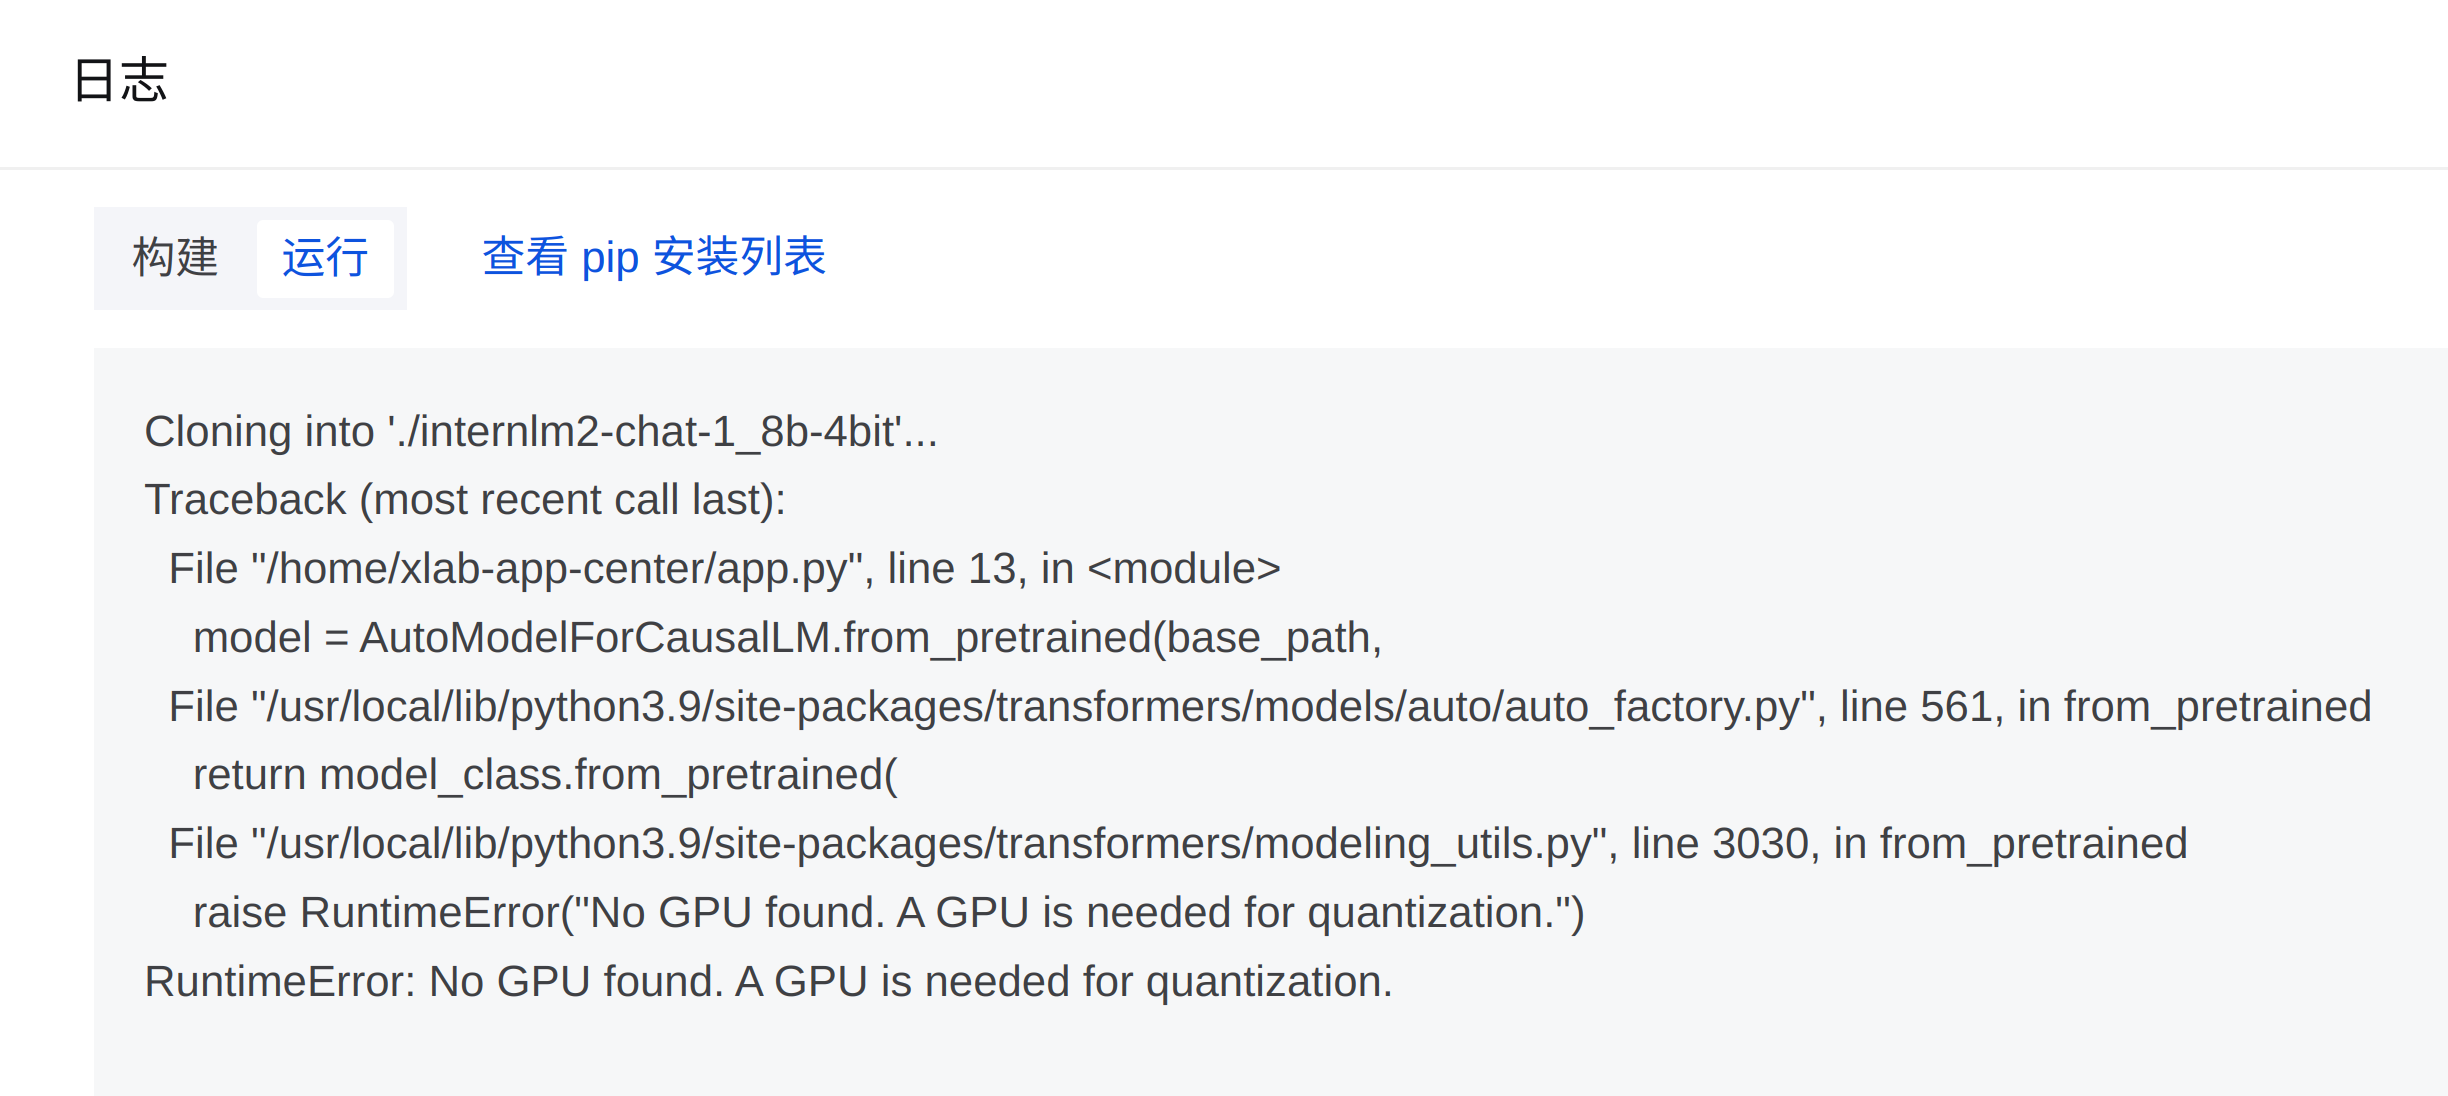 日志
构建 运行 查看 pip 安装列表
Cloning into './internlm2-chat-1_8b-4bit'...
Traceback (most recent call last):
  File "/home/xlab-app-center/app.py", line 13, in <module>
    model = AutoModelForCausalLM.from_pretrained(base_path,
  File "/usr/local/lib/python3.9/site-packages/transformers/models/auto/auto_factory.py", line 561, in from_pretrained
    return model_class.from_pretrained(
  File "/usr/local/lib/python3.9/site-packages/transformers/modeling_utils.py", line 3030, in from_pretrained
    raise RuntimeError("No GPU found. A GPU is needed for quantization.")
RuntimeError: No GPU found. A GPU is needed for quantization.